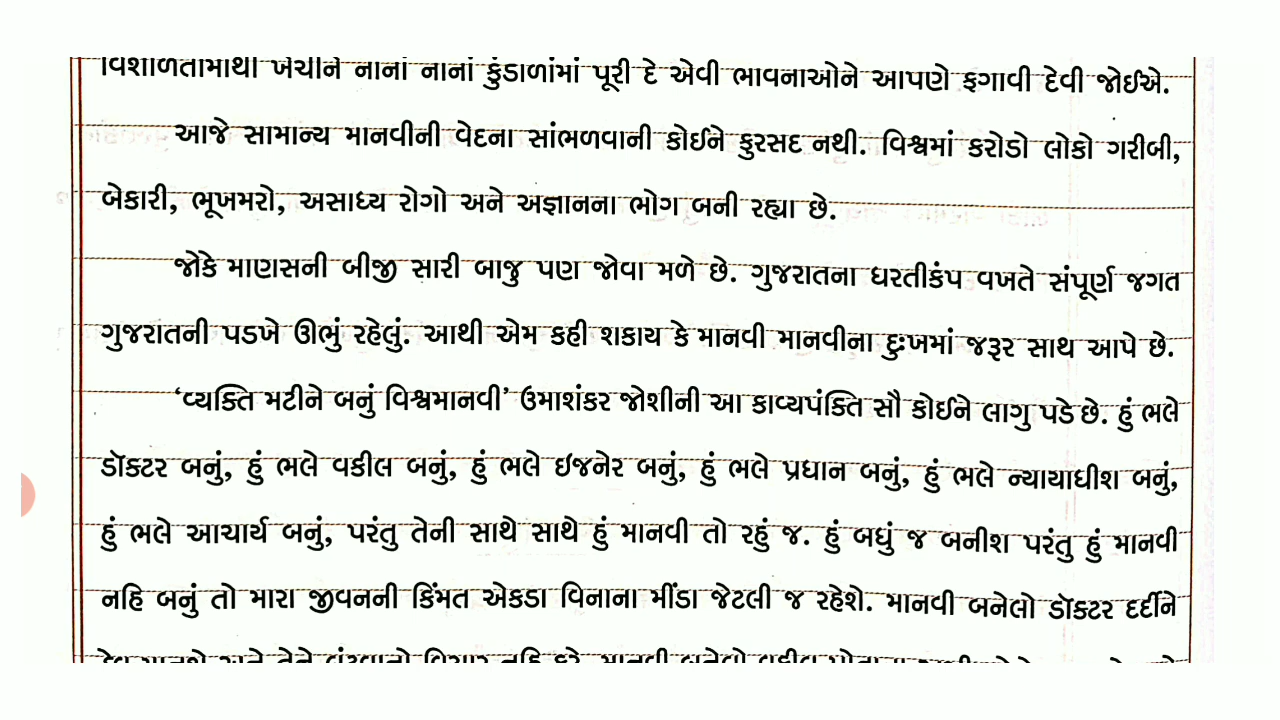 વિશાળતામાંથી ખેંચીને નાનાં નાનાં કુંડાળાંમાં પૂરી દે એવી ભાવનાઓને આપણે ફગાવી દેવી જોઈએ.
આજે સામાન્ય માનવીની વેદના સાંભળવાની કોઈને ફુરસદ નથી. વિશ્વમાં કરોડો લોકો ગરીબી,
બેકારી, ભૂખમરો, અસાધ્ય રોગો અને અજ્ઞાનના ભોગ બની રહ્યા છે.
જોકે માણસની બીજી સારી બાજુ પણ જોવા મળે છે. ગુજરાતના ધરતીકંપ વખતે સંપૂર્ણ જગત
ગુજરાતની પડખે ઊભું રહેલું. આથી એમ કહી શકાય કે માનવી માનવીના દુઃખમાં જરૂર સાથ આપે છે.
‘વ્યક્તિ મટીને બનું વિશ્વમાનવી’ ઉમાશંકર જોશીની આ કાવ્યપંક્તિ સૌ કોઈને લાગુ પડે છે. હું ભલે
ડૉક્ટર બનું, હું ભલે વકીલ બનું, હું ભલે ઇજનેર બનું, હું ભલે પ્રધાન બનું, હું ભલે ન્યાયાધીશ બનું,
હું ભલે આચાર્ય બનું, પરંતુ તેની સાથે સાથે હું માનવી તો રહું જ. હું બધું જ બનીશ પરંતુ હું માનવી
નહિ બનું તો મારા જીવનની કિંમત એકડા વિનાના મીંડા જેટલી જ રહેશે. માનવી બનેલો ડૉક્ટર દર્દીને